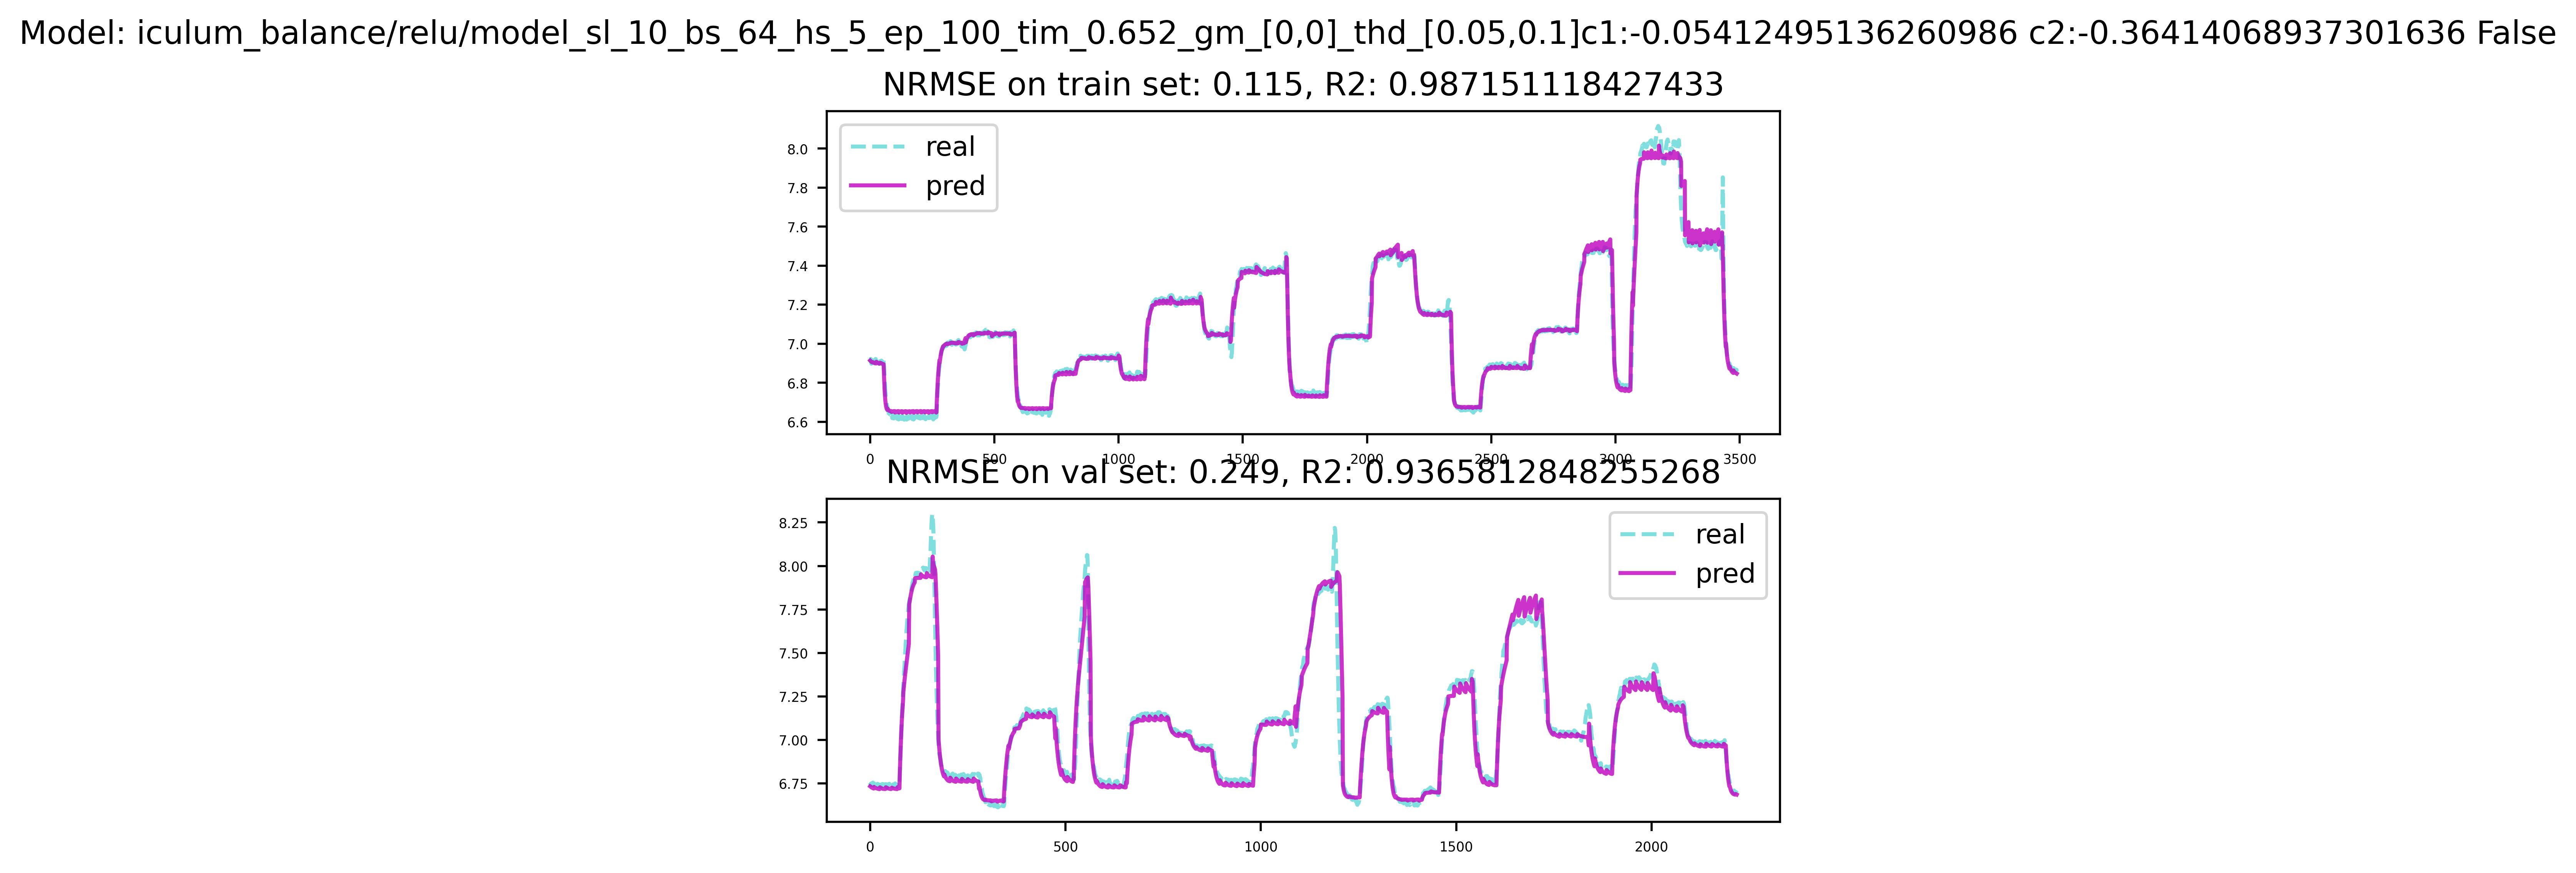 Model: iculum_balance/relu/model_sl_10_bs_64_hs_5_ep_100_tim_0.652_gm_[0,0]_thd_[0.05,0.1]c1:-0.05412495136260986 c2:-0.36414068937301636 False
NRMSE on train set: 0.115, R2: 0.987151118427433
real
pred
8.0
7.8
7.6
7.4
7.2
7.0
6.8
6.6
0 500 1000 1500 2000 2500 3000 3500
NRMSE on val set: 0.249, R2: 0.9365812848255268
real
pred
8.25
8.00
7.75
7.50
7.25
7.00
6.75
0 500 1000 1500 2000